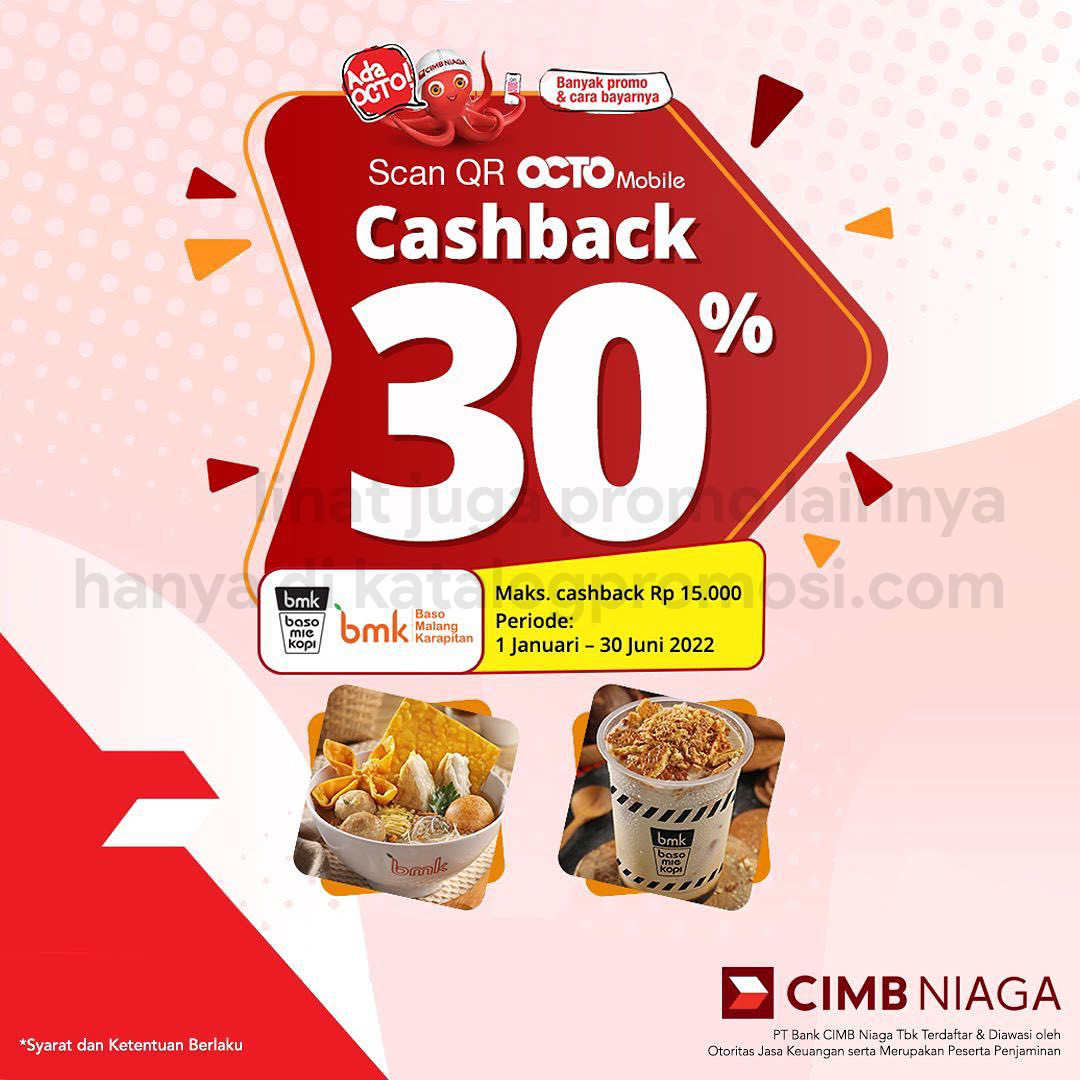 Ada
OCTO!
CIMB NIAGA
Banyak promo
& cara bayarnya
Scan QR OCTO Mobile
Cashback
30%
lihat juga promo lainnya
hanya di katalogpromosi.com
bmk
baso
mie
kopi
bmk
Baso
Malang
Karapitan
Maks. cashback Rp 15.000
Periode:
1 Januari – 30 Juni 2022
bmk
bmk
baso
mie
kopi
CIMB NIAGA
PT Bank CIMB Niaga Tbk Terdaftar & Diawasi oleh
Otoritas Jasa Keuangan serta Merupakan Peserta Penjaminan
*Syarat dan Ketentuan Berlaku